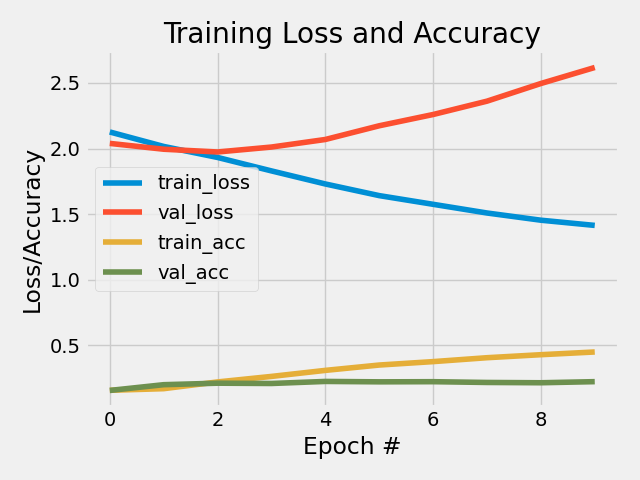 Training Loss and Accuracy
2.5
2.0
1.5
1.0
0.5
Loss/Accuracy
train_loss
val_loss
train_acc
val_acc
0 2 4 6 8
Epoch #